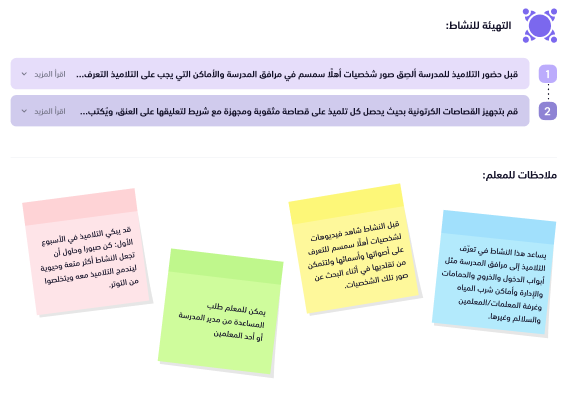 التهيئة للنشاط:
1
قبل حضور التلاميذ للمدرسة ألصِق صور شخصيات أهلًا سمسم في مرافق المدرسة والأماكن التي يجب على التلاميذ التعرف...
اقرأ المزيد
2
قم بتجهيز القصاصات الكرتونية بحيث يحصل كل تلميذ على قصاصة مثقوبة ومجهزة مع شريط لتعليقها على العنق، ويُكتب...
اقرأ المزيد
ملاحظات للمعلم:
يساعد هذا النشاط في تعرّف
التلاميذ إلى مرافق المدرسة مثل
أبواب الدخول والخروج والحمامات
والإدارة وأماكن شرب المياه
وغرفة المعلمات/المعلمين
والسلالم وغيرها.
قبل النشاط شاهد فيديوهات
لشخصيات أهلًا سمسم للتعرف
على أصواتها وأسمائها ولتتمكن
من تقليديها في أثناء البحث عن
صور تلك الشخصيات.
يمكن للمعلم طلب
المساعدة من مدير المدرسة
أو أحد المعلمين
قد يبكي التلاميذ في الأسبوع
الأول: كن صبورا وحاول أن
تجعل النشاط أكثر متعة وحيوية
ليندمج التلاميذ معه ويتخلصوا
من التوتر.